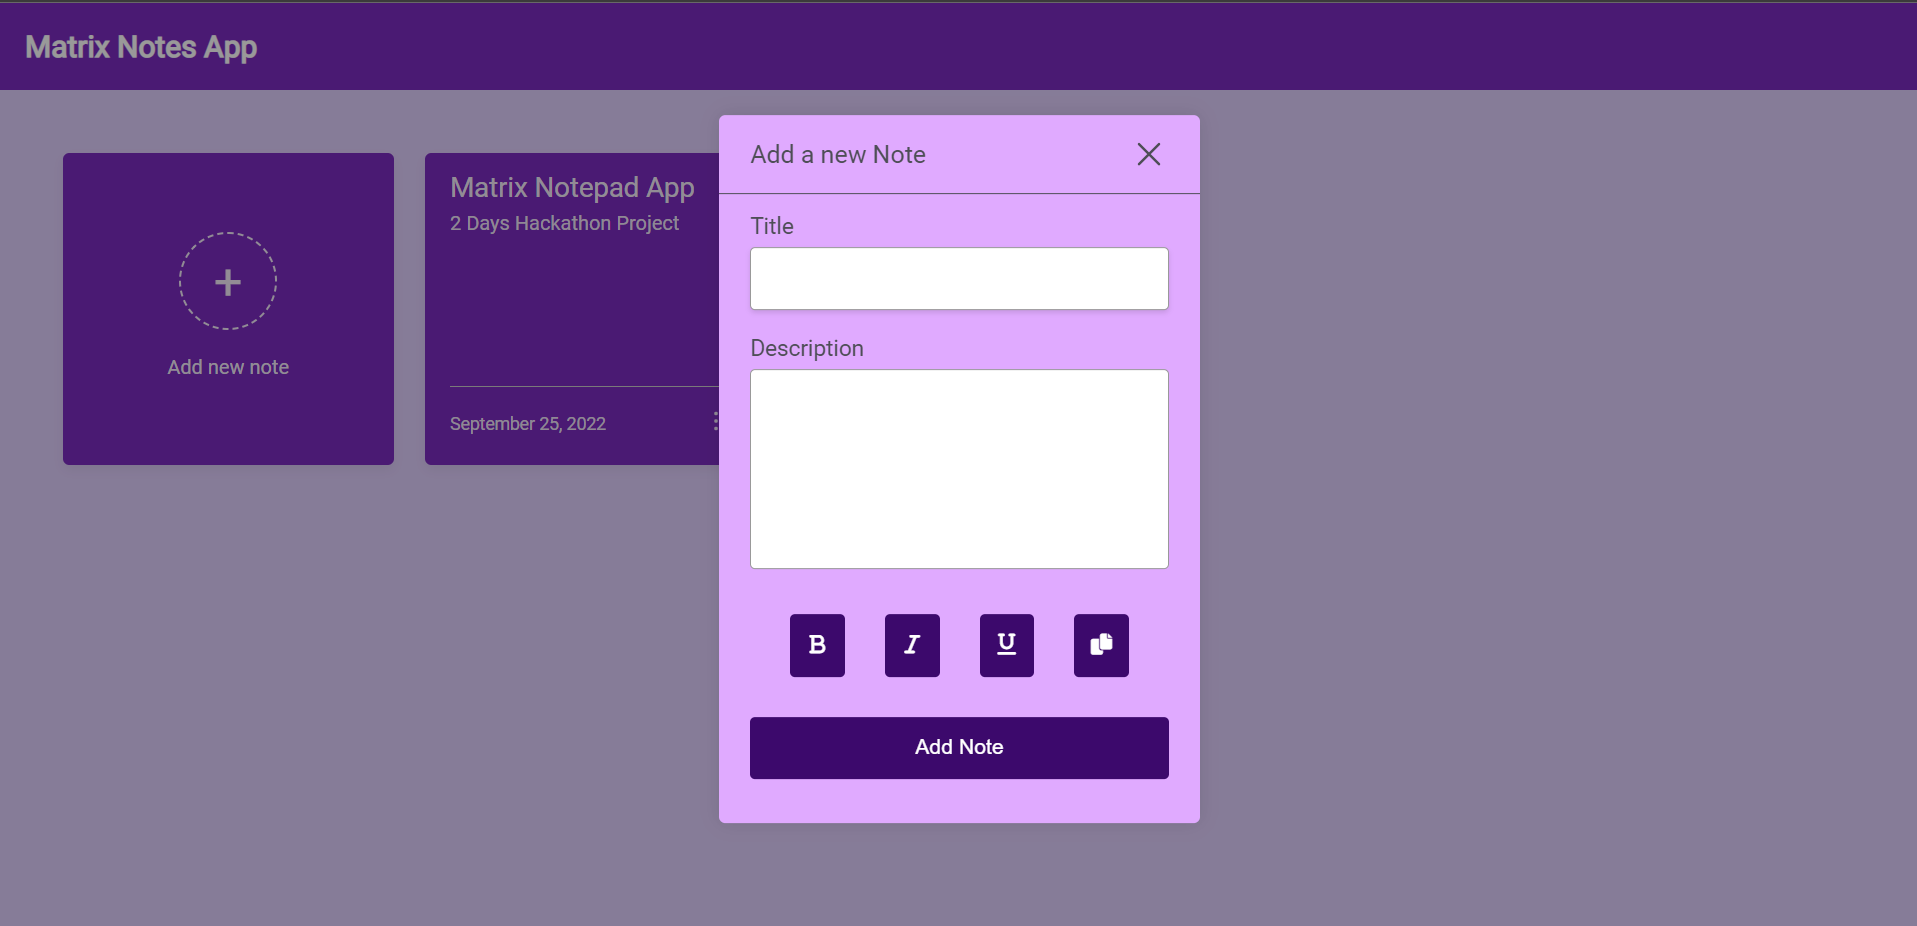 Matrix Notes App
Add new note
Matrix Notepad App
2 Days Hackathon Project
September 25, 2022
Add a new Note
Title
Description
B I U
Add Note